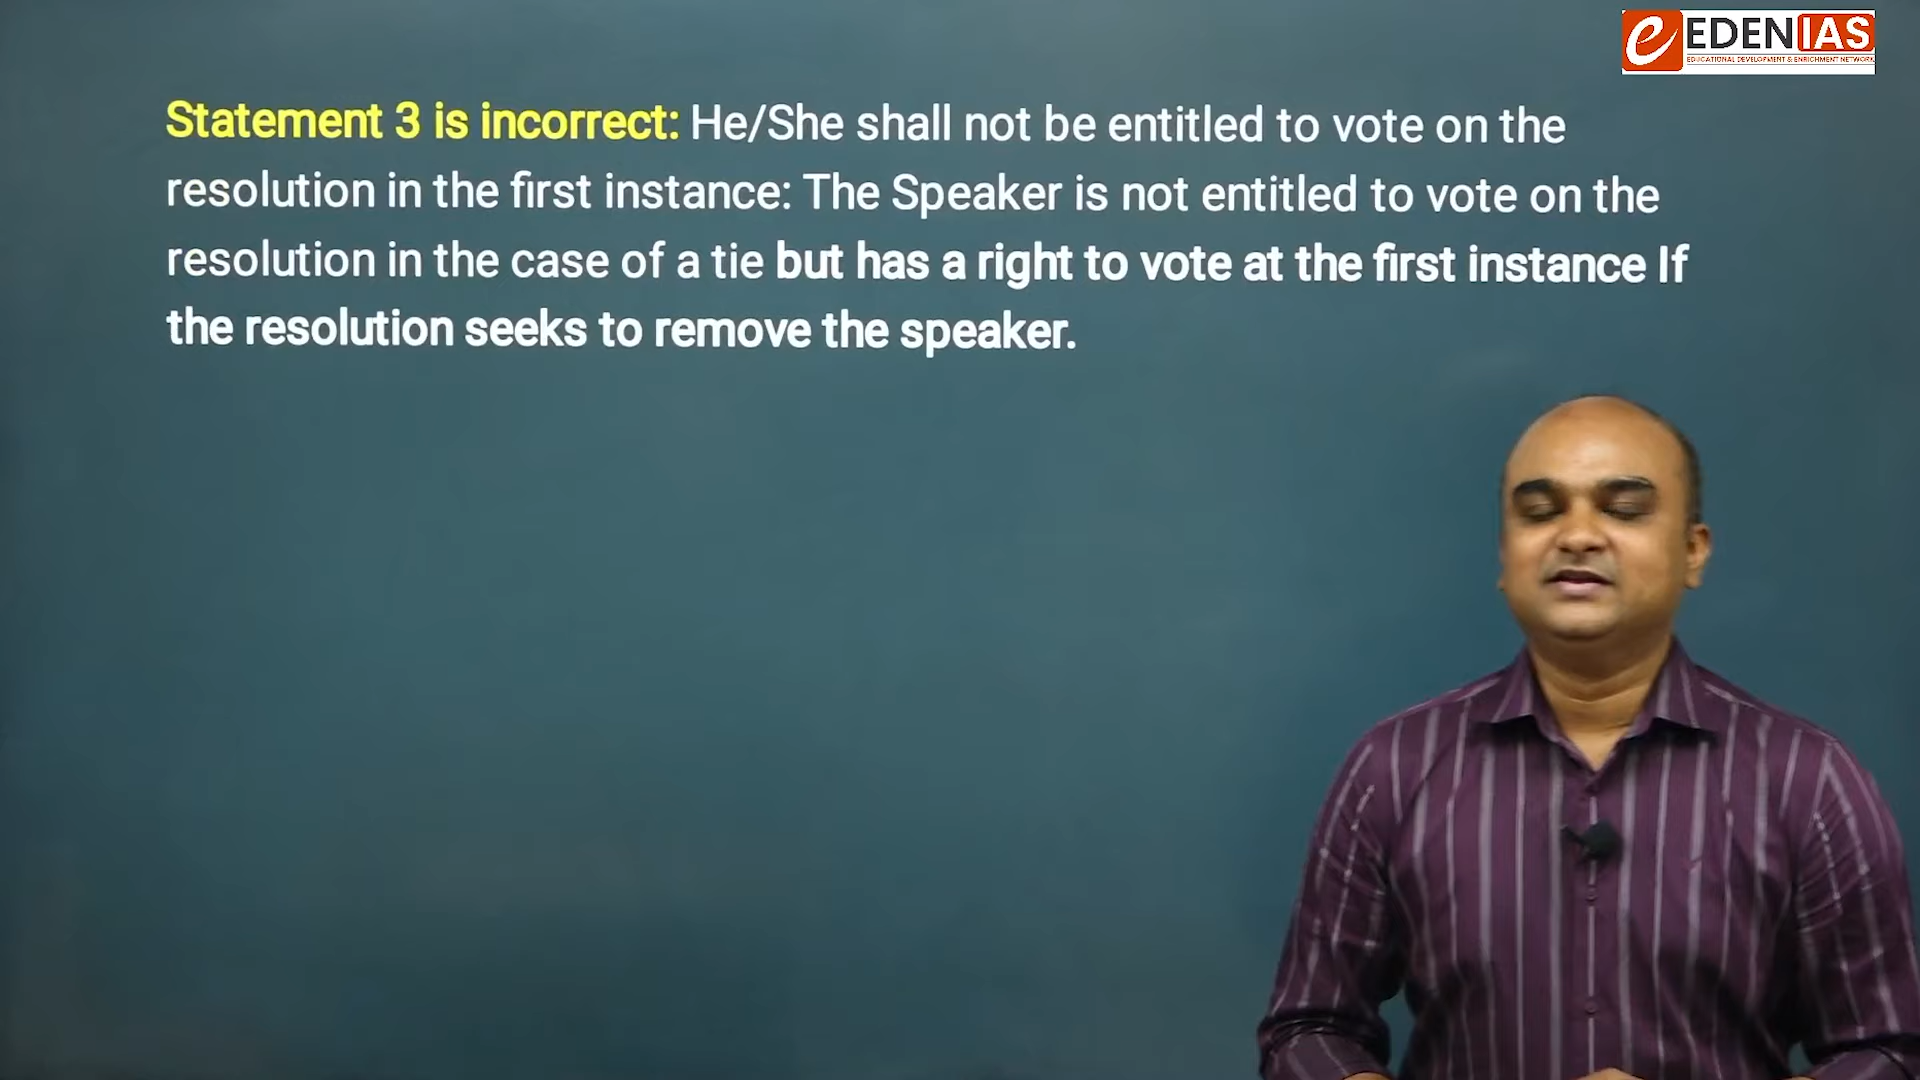 e EDEN IAS
EDUCATIONAL DEVELOPMENT & ENRICHMENT NETWORK
Statement 3 is incorrect: He/She shall not be entitled to vote on the
resolution in the first instance: The Speaker is not entitled to vote on the
resolution in the case of a tie but has a right to vote at the first instance If
the resolution seeks to remove the speaker.